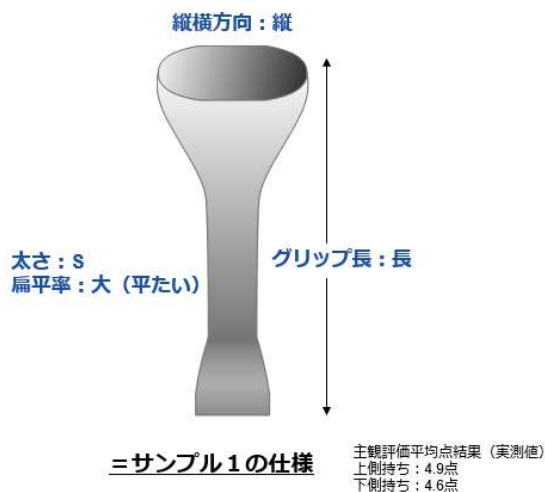 縦横方向：縦
太さ：S
扁平率：大（平たい）
グリップ長：長
＝サンプル１の仕様
主観評価平均点結果（実測値）
上側持ち：4.9点
下側持ち：4.6点